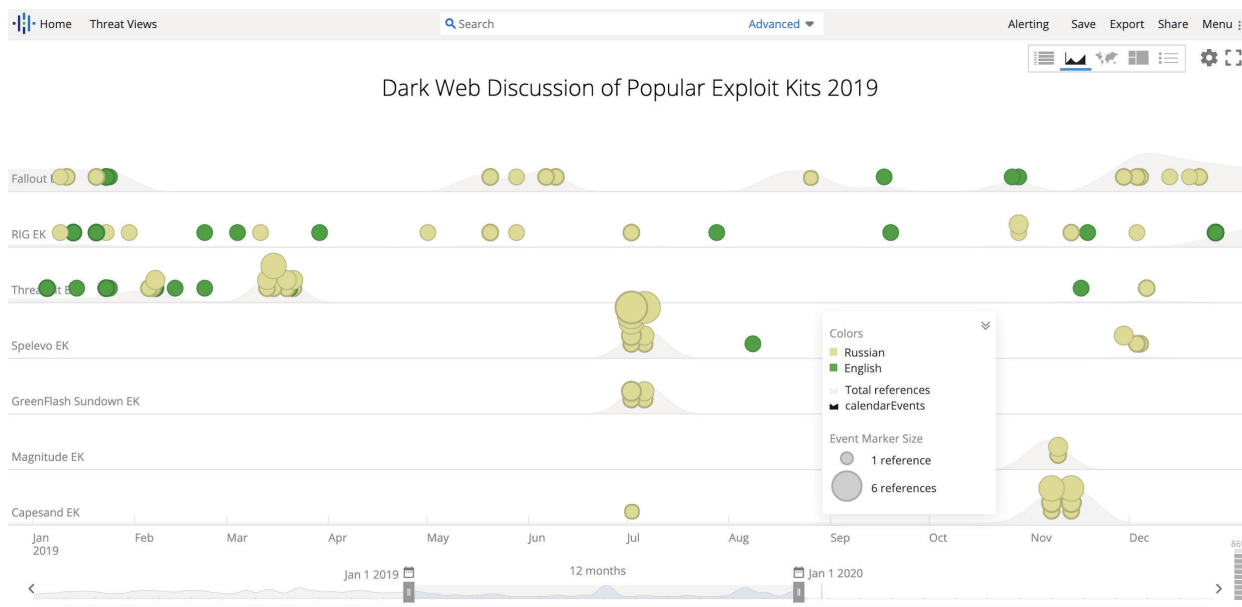 Home Threat Views Search Advanced Alerting Save Export Share Menu
Dark Web Discussion of Popular Exploit Kits 2019
Fallout
RIG EK
Spelevo EK
GreenFlash Sundown EK
Magnitude EK
Capesand EK
Colors
Russian
English
Total references
calendarEvents
Event Marker Size
1 reference
6 references
Jan Feb Mar Apr May Jun Jul Aug Sep Oct Nov Dec
2019
Jan 1 2019 12 months Jan 1 2020